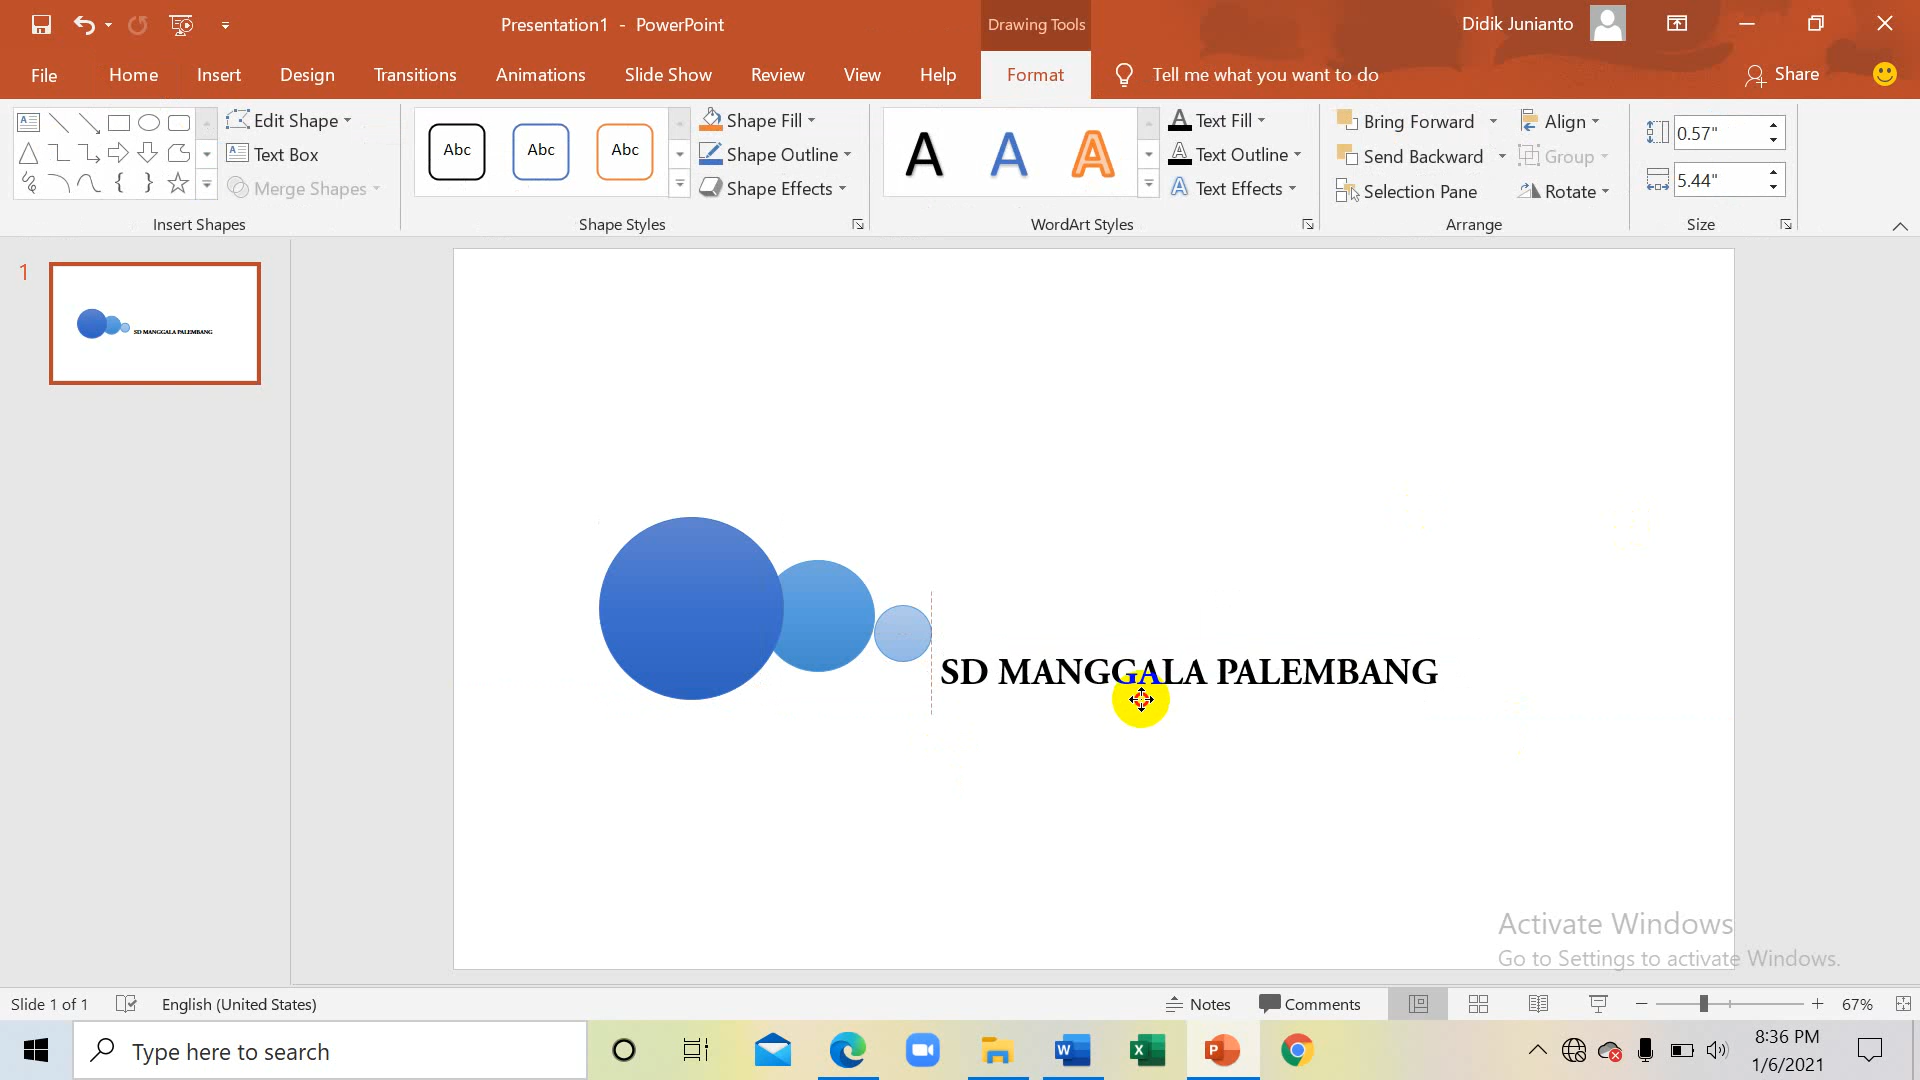 Presentation1 - PowerPoint
Drawing Tools
Didik Junianto
File
Home
Insert
Design
Transitions
Animations
Slide Show
Review
View
Help
Format
Tell me what you want to do
Share
Edit Shape
Text Box
Merge Shapes
Insert Shapes
Abc
Abc
Abc
Shape Fill
Shape Outline
Shape Effects
Shape Styles
A
A
A
Text Fill
Text Outline
Text Effects
WordArt Styles
Bring Forward
Send Backward
Selection Pane
Align
Group
Rotate
Arrange
0.57"
5.44"
Size
1
SD MANGGALA PALEMBANG
SD MANGGALA PALEMBANG
Activate Windows
Go to Settings to activate Windows.
Slide 1 of 1
English (United States)
Notes
Comments
67%
Type here to search
8:36 PM
1/6/2021